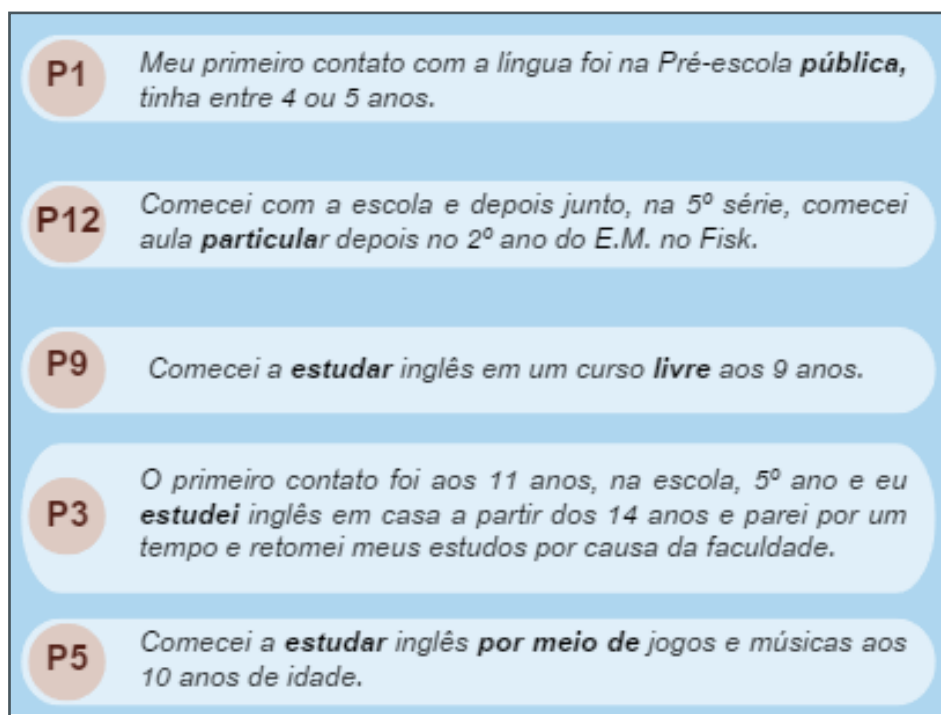 P1
Meu primeiro contato com a língua foi na Pré-escola pública,
tinha entre 4 ou 5 anos.
P12
Comecei com a escola e depois junto, na 5º série, comecei
aula particular depois no 2º ano do E.M. no Fisk.
P9
Comecei a estudar inglês em um curso livre aos 9 anos.
P3
O primeiro contato foi aos 11 anos, na escola, 5º ano e eu
estudei inglês em casa a partir dos 14 anos e parei por um
tempo e retomei meus estudos por causa da faculdade.
P5
Comecei a estudar inglês por meio de jogos e músicas aos
10 anos de idade.